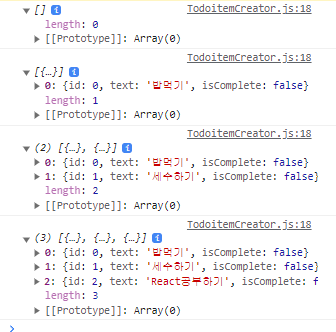 TodoitemCreator.js:18
▼ [] i
length: 0
▶ [[Prototype]]: Array(0)
TodoitemCreator.js:18
▼ [{…}] i
▶ 0: {id: 0, text: '밥먹기', isComplete: false}
length: 1
▶ [[Prototype]]: Array(0)
TodoitemCreator.js:18
▼ (2) [{…}, {…}] i
▶ 0: {id: 0, text: '밥먹기', isComplete: false}
▶ 1: {id: 1, text: '세수하기', isComplete: false}
length: 2
▶ [[Prototype]]: Array(0)
TodoitemCreator.js:18
▼ (3) [{…}, {…}, {…}] i
▶ 0: {id: 0, text: '밥먹기', isComplete: false}
▶ 1: {id: 1, text: '세수하기', isComplete: false}
▶ 2: {id: 2, text: 'React공부하기', isComplete: f
length: 3
▶ [[Prototype]]: Array(0)
>